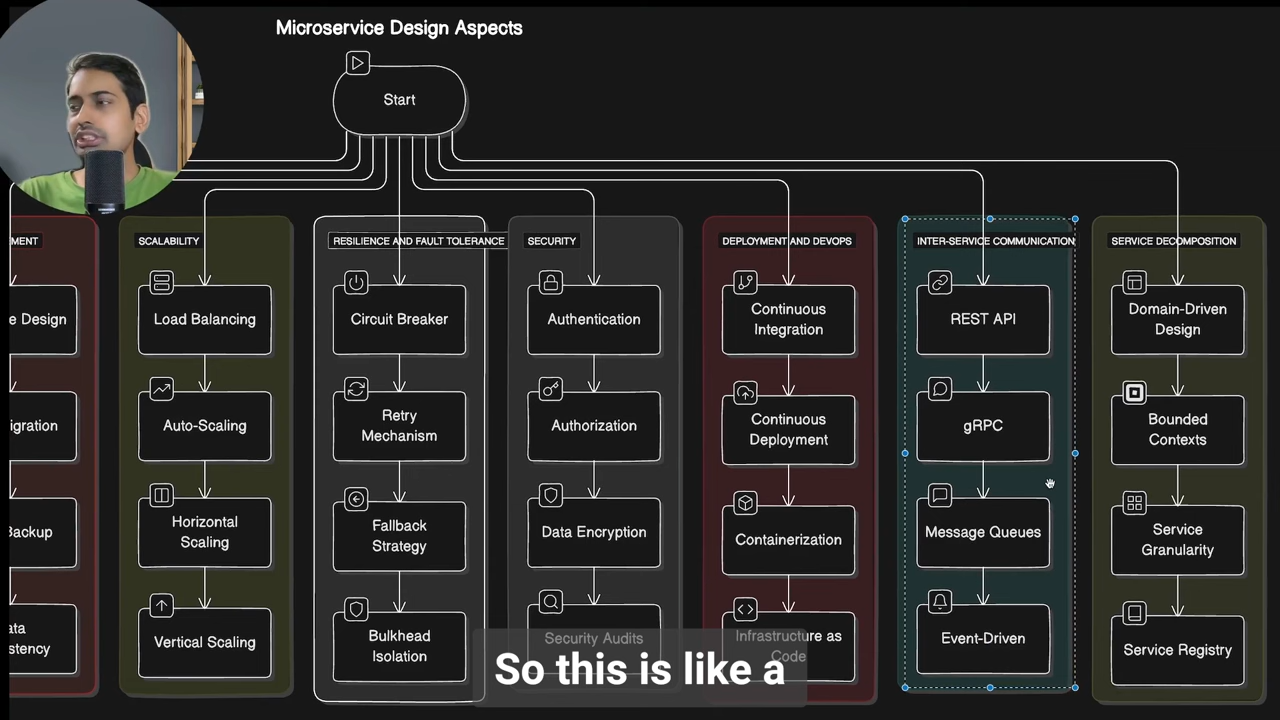 Microservice Design Aspects
Start
MENT
e Design
igration
Backup
ata
istency
SCALABILITY
Load Balancing
Auto-Scaling
Horizontal
Scaling
Vertical Scaling
RESILIENCE AND FAULT TOLERANCE
Circuit Breaker
Retry
Mechanism
Fallback
Strategy
Bulkhead
Isolation
SECURITY
Authentication
Authorization
Data Encryption
Security Audits
DEPLOYMENT AND DEVOPS
Continuous
Integration
Continuous
Deployment
Containerization
Infrastructure as
Code
INTER-SERVICE COMMUNICATION
REST API
gRPC
Message Queues
Event-Driven
SERVICE DECOMPOSITION
Domain-Driven
Design
Bounded
Contexts
Service
Granularity
Service Registry
So this is like a